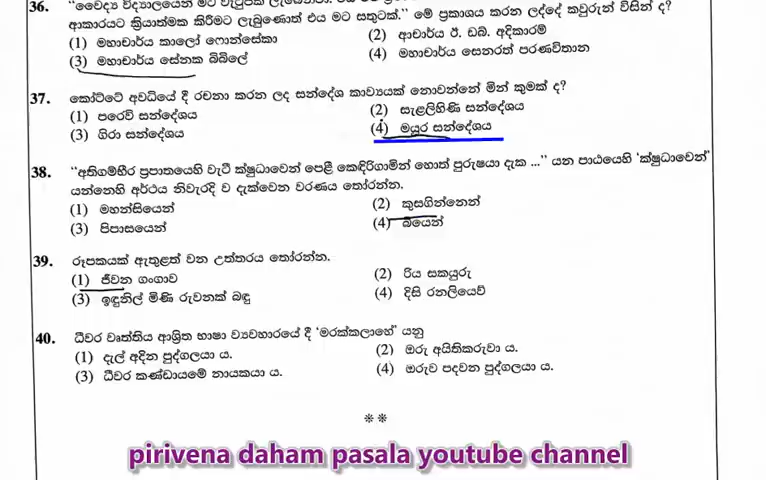 36. “වෛද්‍ය විද්‍යාලයෙන් මට
ආකාරයට ක්‍රියාත්මක කිරීමට ලැබුණොත් එය මට සතුටක්.” මේ ප්‍රකාශය කරන ලද්දේ කවුරුන් විසින් ද?
(1) මහාචාර්ය කාලෝ ෆොන්සේකා (2) ආචාර්ය ඊ. ඩබ්. අදිකාරම්
(3) මහාචාර්ය සේනක බිබිලේ (4) මහාචාර්ය සෙනරත් පරණවිතාන
37. කෝට්ටේ අවධියේ දී රචනා කරන ලද සන්දේශ කාව්‍යයක් නොවන්නේ මින් කුමක් ද?
(1) පරෙවි සන්දේශය (2) සැළලිහිණි සන්දේශය
(3) ගිරා සන්දේශය (4) මයුර සන්දේශය
38. “අතිගම්භීර ප්‍රපාතයෙහි වැටී ක්ෂුධාවෙන් පෙළී කෙඳිරිගාමින් හොත් පුරුෂයා දැක ...” යන පාඨයෙහි ‘ක්ෂුධාවෙන්’
යන්නෙහි අර්ථය නිවැරදි ව දැක්වෙන වරණය තෝරන්න.
(1) මහන්සියෙන් (2) කුසගින්නෙන්
(3) පිපාසයෙන් (4) බියෙන්
39. රූපකයක් ඇතුළත් වන උත්තරය තෝරන්න.
(1) ජීවන ගංගාව (2) රිය සකයුරු
(3) ඉඳුනිල් මිණි රුවනක් බඳු (4) දිසි රනලියෙව්
40. ධීවර වෘත්තිය ආශ්‍රිත භාෂා ව්‍යවහාරයේ දී ‘මරක්කලාහේ’ යනු
(1) දැල් අදින පුද්ගලයා ය. (2) ඔරු අයිතිකරුවා ය.
(3) ධීවර කණ්ඩායමේ නායකයා ය. (4) ඔරුව පදවන පුද්ගලයා ය.
**
pirivena daham pasala youtube channel